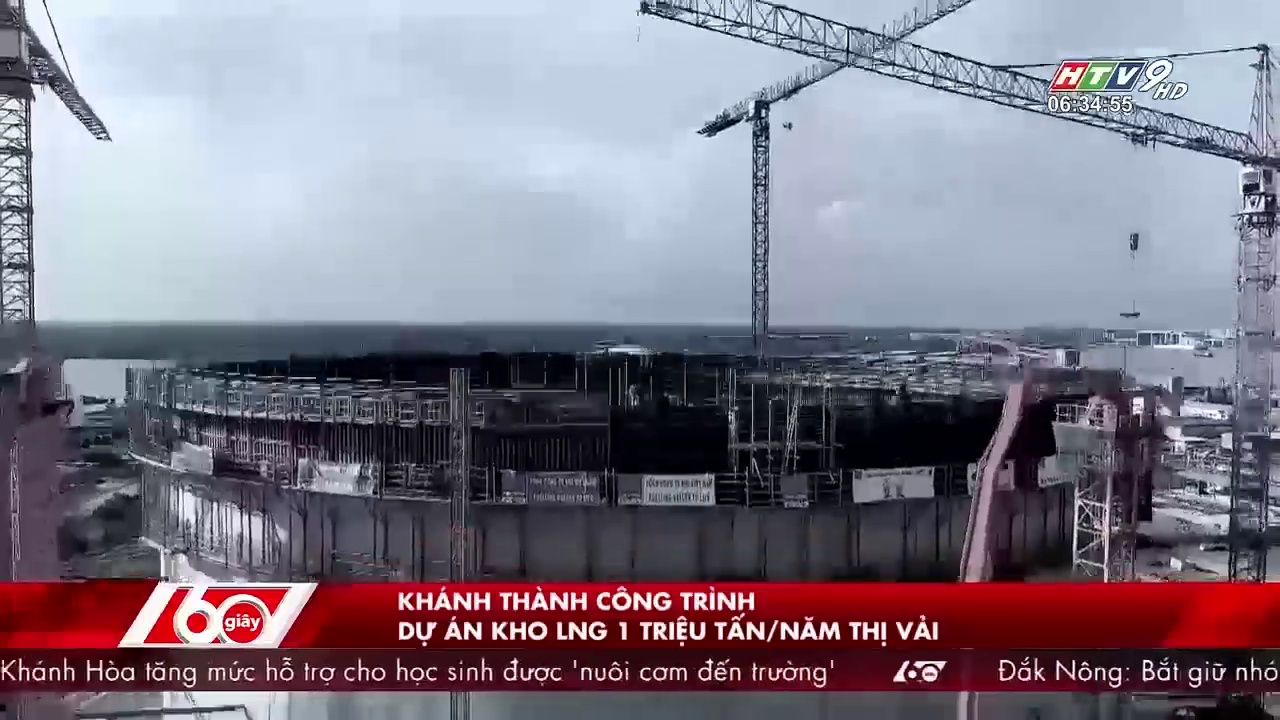 HTV9 HD
06:34:55
60 giây
KHÁNH THÀNH CÔNG TRÌNH
DỰ ÁN KHO LNG 1 TRIỆU TẤN/NĂM THỊ VẢI
Khánh Hòa tăng mức hỗ trợ cho học sinh được 'nuôi cơm đến trường' 60 Đắk Nông: Bắt giữ nhó